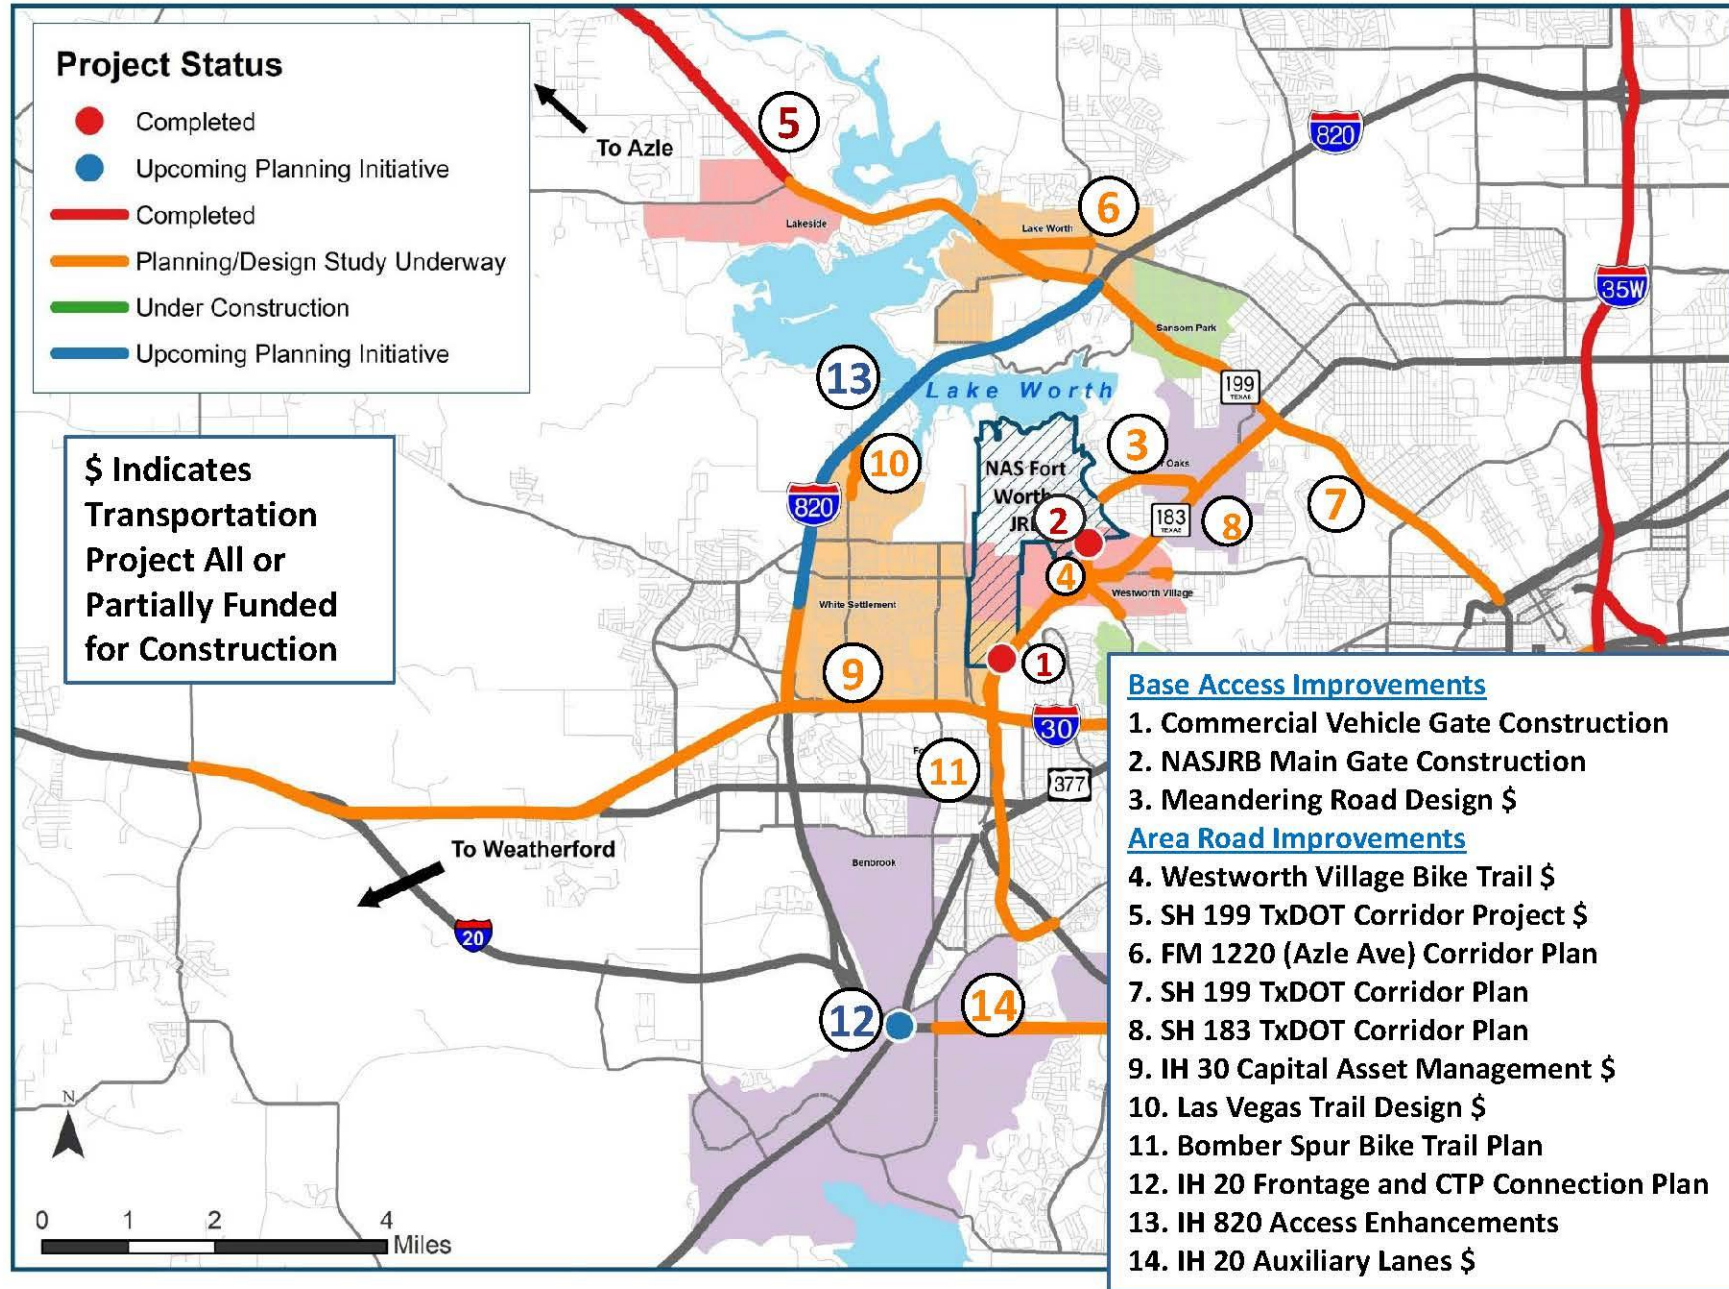 Project Status
Completed
Upcoming Planning Initiative
Completed
Planning/Design Study Underway
Under Construction
Upcoming Planning Initiative
To Azle
5
Lakeside
6
Lake Worth
820
35W
Sansom Park
199
TEXAS
13
Lake Worth
$ Indicates
Transportation
Project All or
Partially Funded
for Construction
10
820
NAS Fort
Worth
3
Oaks
2
183
TEXAS
8
7
4
Westworth Village
White Settlement
9
1
30
11
377
To Weatherford
Benbrook
20
12
14
N
0 1 2 4
Miles
Base Access Improvements
1. Commercial Vehicle Gate Construction
2. NASJRB Main Gate Construction
3. Meandering Road Design $
Area Road Improvements
4. Westworth Village Bike Trail $
5. SH 199 TxDOT Corridor Project $
6. FM 1220 (Azle Ave) Corridor Plan
7. SH 199 TxDOT Corridor Plan
8. SH 183 TxDOT Corridor Plan
9. IH 30 Capital Asset Management $
10. Las Vegas Trail Design $
11. Bomber Spur Bike Trail Plan
12. IH 20 Frontage and CTP Connection Plan
13. IH 820 Access Enhancements
14. IH 20 Auxiliary Lanes $